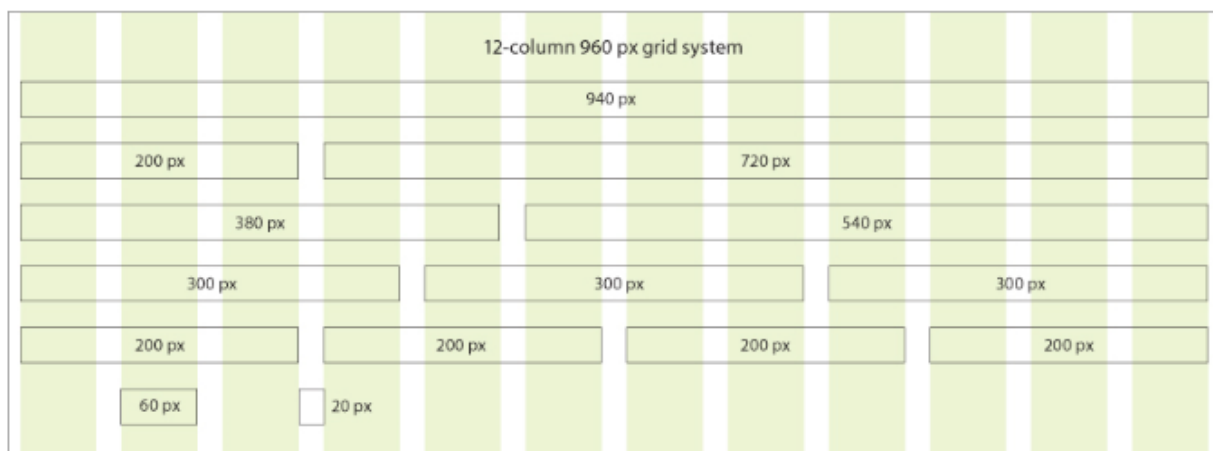 12-column 960 px grid system
940 px
200 px 720 px
380 px 540 px
300 px 300 px 300 px
200 px 200 px 200 px 200 px
60 px 20 px